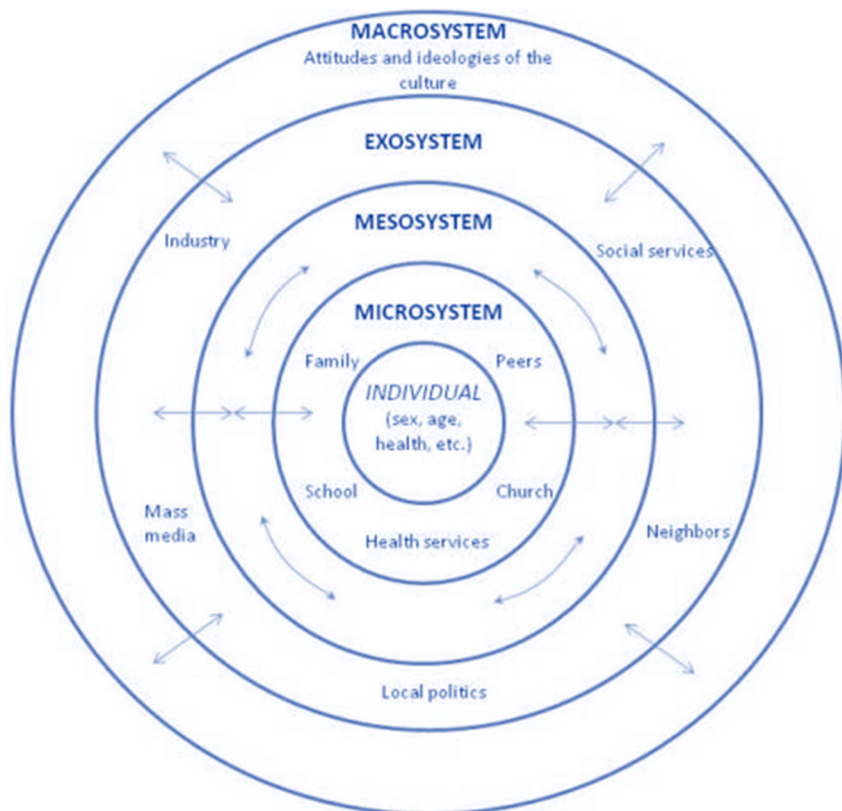 MACROSYSTEM
Attitudes and ideologies of the
culture
EXOSYSTEM
MESOSYSTEM
Industry
Social services
MICROSYSTEM
Family
Peers
INDIVIDUAL
(sex, age,
health, etc.)
School
Church
Mass
media
Health services
Neighbors
Local politics